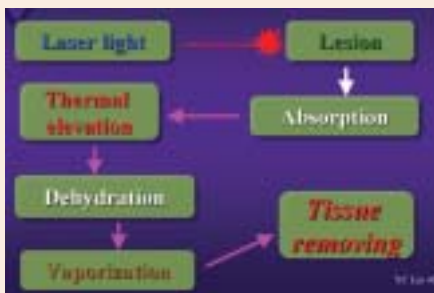 Laser light
Lesion
Thermal
elevation
Absorption
Dehydration
Tissue
removing
Vaporization